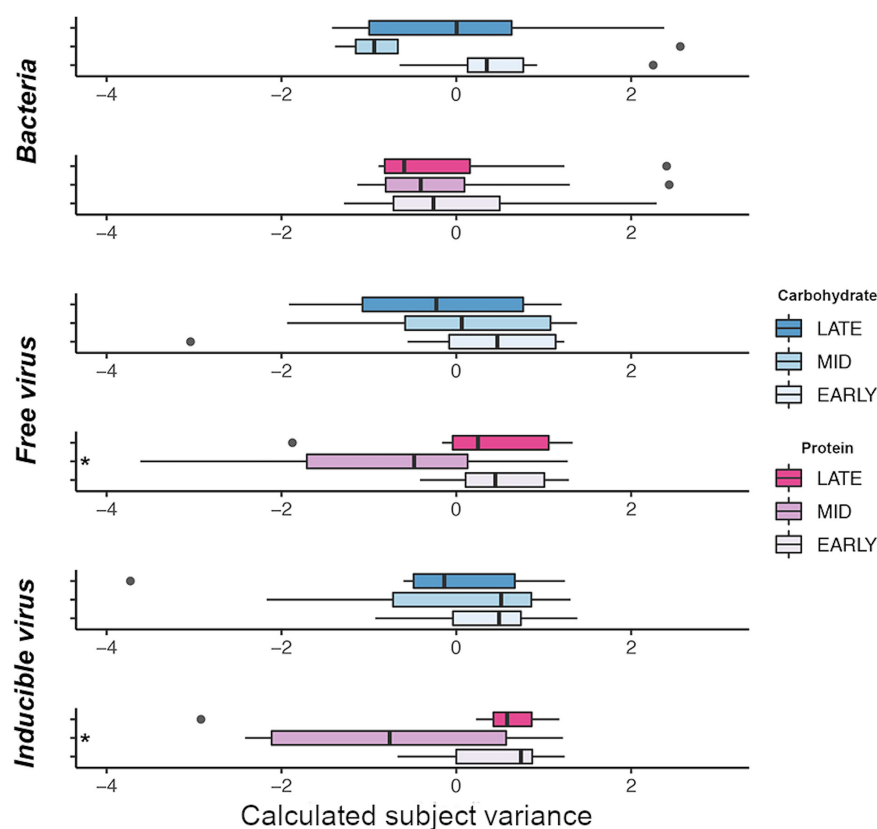 Bacteria
−4 −2 0 2
−4 −2 0 2
Free virus
−4 −2 0 2
*
−4 −2 0 2
Inducible virus
−4 −2 0 2
*
−4 −2 0 2
Calculated subject variance
Carbohydrate
LATE
MID
EARLY
Protein
LATE
MID
EARLY